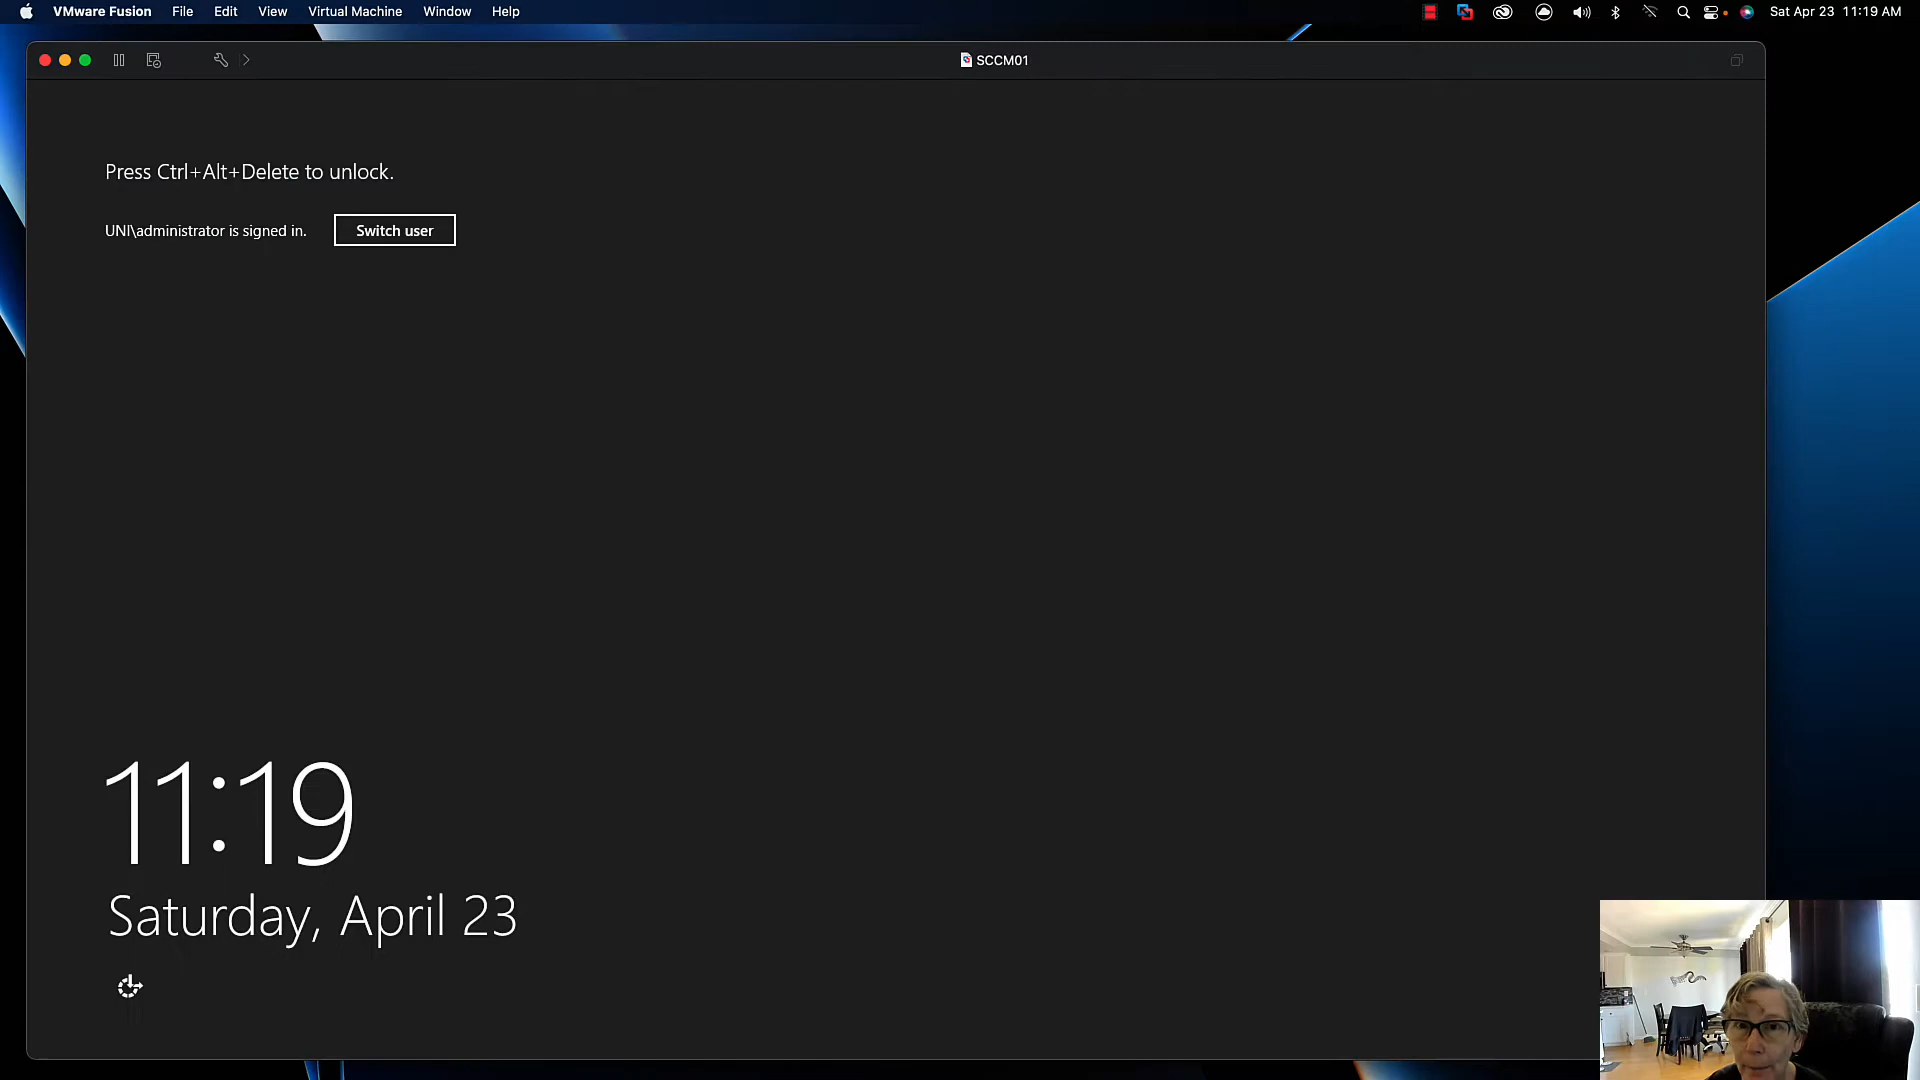 VMware Fusion File Edit View Virtual Machine Window Help Sat Apr 23 11:19 AM
SCCM01
Press Ctrl+Alt+Delete to unlock.
UNI\administrator is signed in. Switch user
11:19
Saturday, April 23